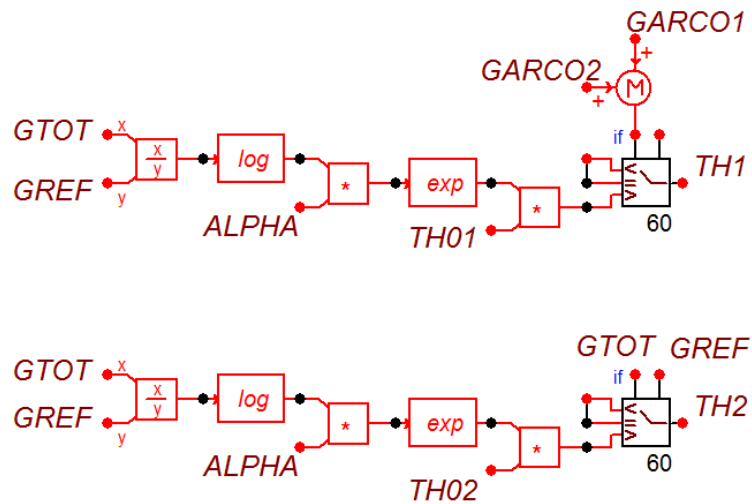 GARCO1
+
GARCO2
+
M
GTOT
x
x
y
log
if
<
=
>
TH1
GREF
y
*
exp
ALPHA
*
TH01
60
GTOT
GREF
GTOT
x
x
y
log
if
<
=
>
TH2
GREF
y
*
exp
ALPHA
*
TH02
60